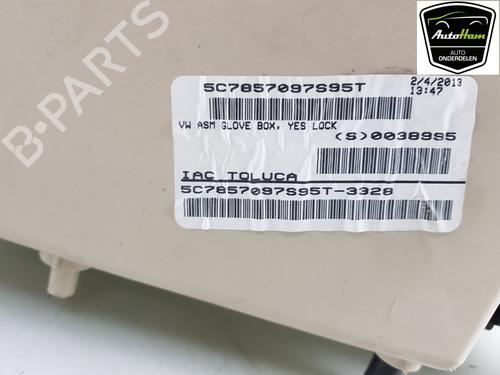 AutoHam
AUTO
ONDERDELEN
5C7857097S95T
2/4/2013
13:47
VW ASM GLOVE BOX, YES LOCK
(S)0038985
IAC TOLUCA
5C7857097S95T-3328
B-PARTS